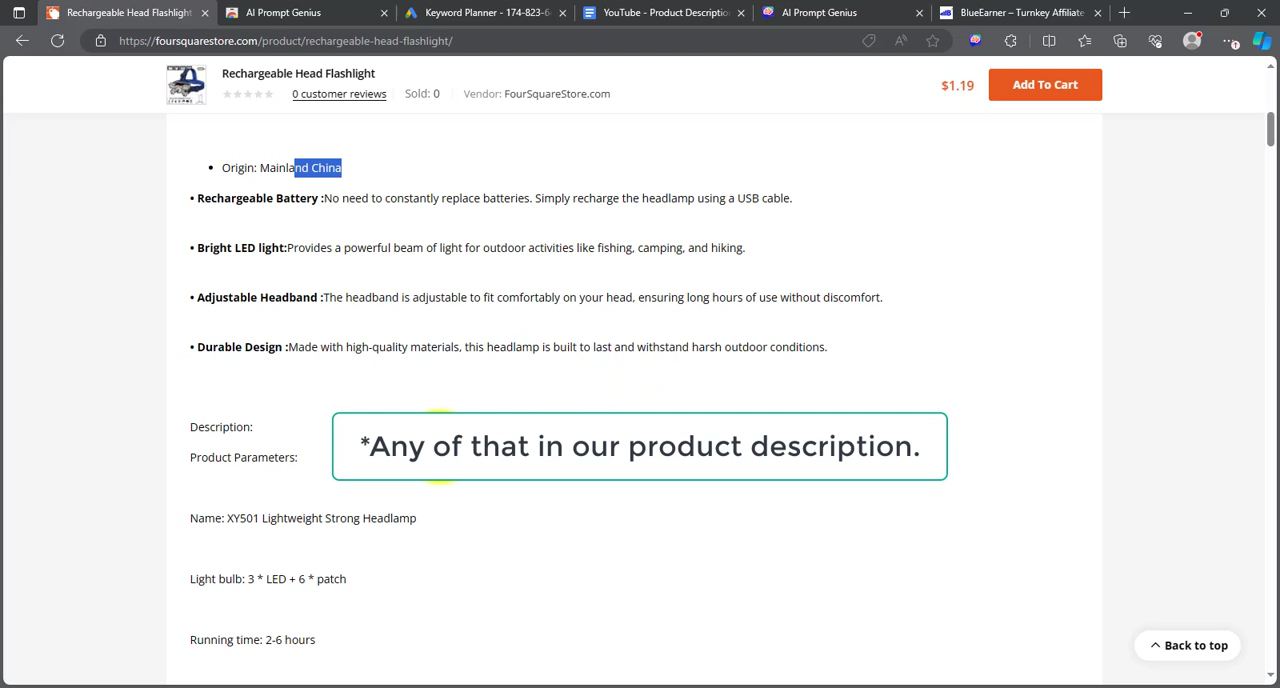 Rechargeable Head Flashlight
AI Prompt Genius
Keyword Planner - 174-823-6
YouTube - Product Descriptio
AI Prompt Genius
BlueEarner – Turnkey Affiliate
https://foursquarestore.com/product/rechargeable-head-flashlight/
Rechargeable Head Flashlight
0 customer reviews Sold: 0 Vendor: FourSquareStore.com
$1.19
Add To Cart
• Origin: Mainland China
• Rechargeable Battery :No need to constantly replace batteries. Simply recharge the headlamp using a USB cable.
• Bright LED light:Provides a powerful beam of light for outdoor activities like fishing, camping, and hiking.
• Adjustable Headband :The headband is adjustable to fit comfortably on your head, ensuring long hours of use without discomfort.
• Durable Design :Made with high-quality materials, this headlamp is built to last and withstand harsh outdoor conditions.
Description:
*Any of that in our product description.
Product Parameters:
Name: XY501 Lightweight Strong Headlamp
Light bulb: 3 * LED + 6 * patch
Running time: 2-6 hours
Back to top